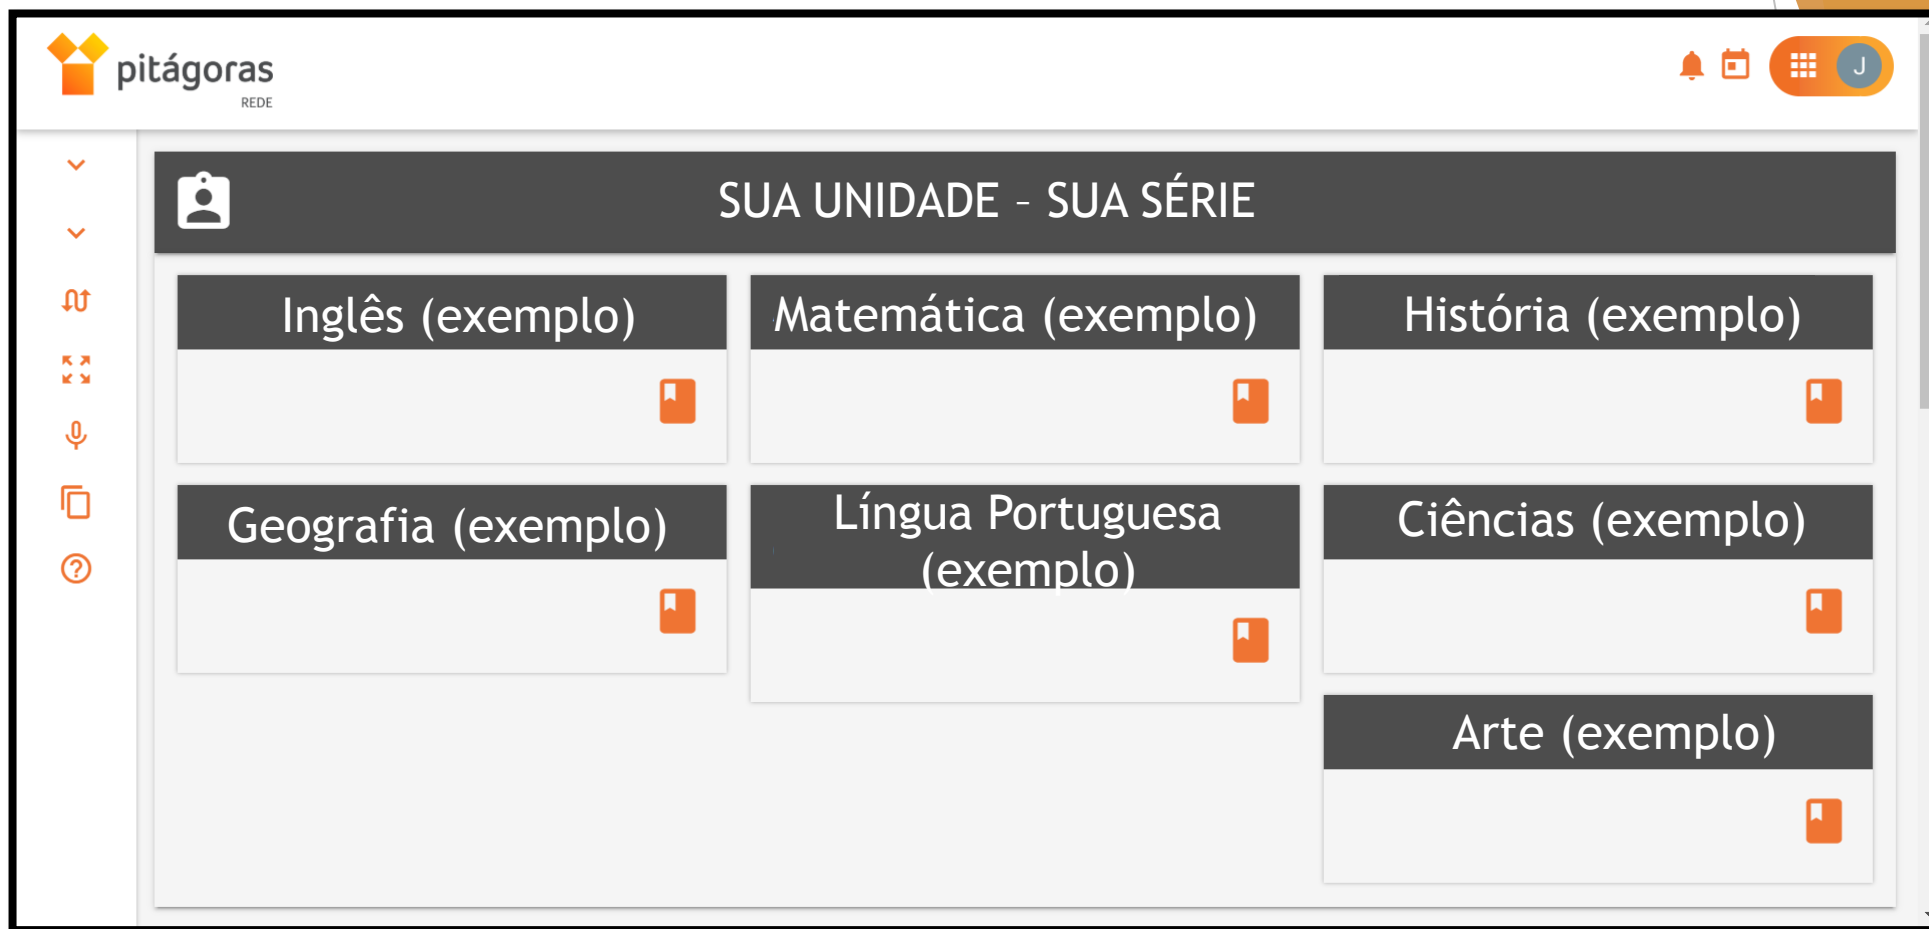 pitágoras
REDE
J
SUA UNIDADE – SUA SÉRIE
Inglês (exemplo)
Matemática (exemplo)
História (exemplo)
Geografia (exemplo)
Língua Portuguesa
(exemplo)
Ciências (exemplo)
Arte (exemplo)